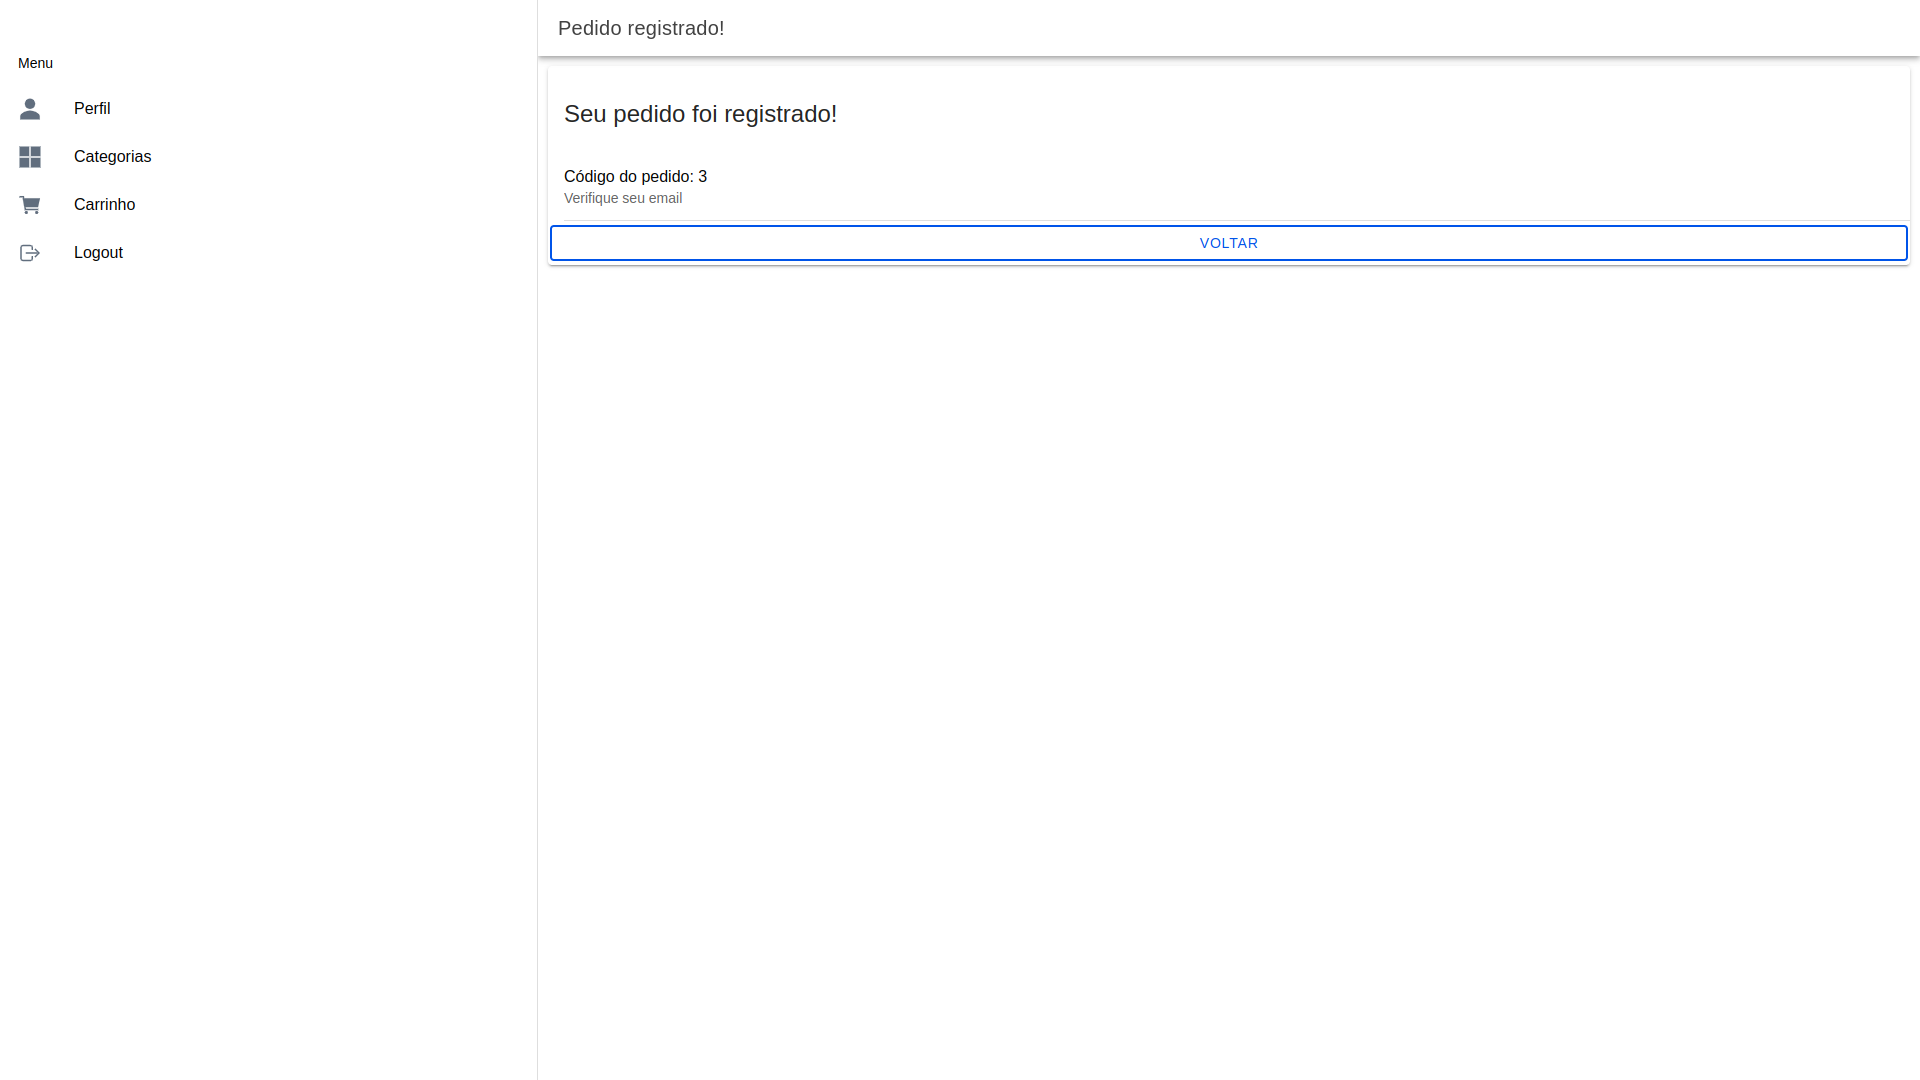 Menu
Perfil
Categorias
Carrinho
Logout
Pedido registrado!
Seu pedido foi registrado!
Código do pedido: 3
Verifique seu email
VOLTAR